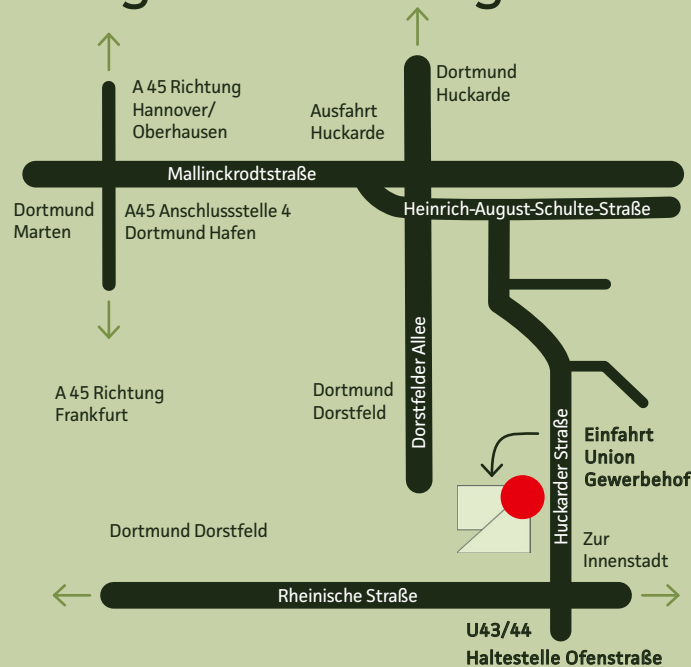 A 45 Richtung
Hannover/
Oberhausen
Ausfahrt
Huckarde
Dortmund
Huckarde
Mallinckrodtstraße
Dortmund
Marten
A45 Anschlussstelle 4
Dortmund Hafen
Heinrich-August-Schulte-Straße
Dorstfelder Allee
A 45 Richtung
Frankfurt
Dortmund
Dorstfeld
Huckarder Straße
Einfahrt
Union
Gewerbehof
Dortmund Dorstfeld
Zur
Innenstadt
Rheinische Straße
U43/44
Haltestelle Ofenstraße